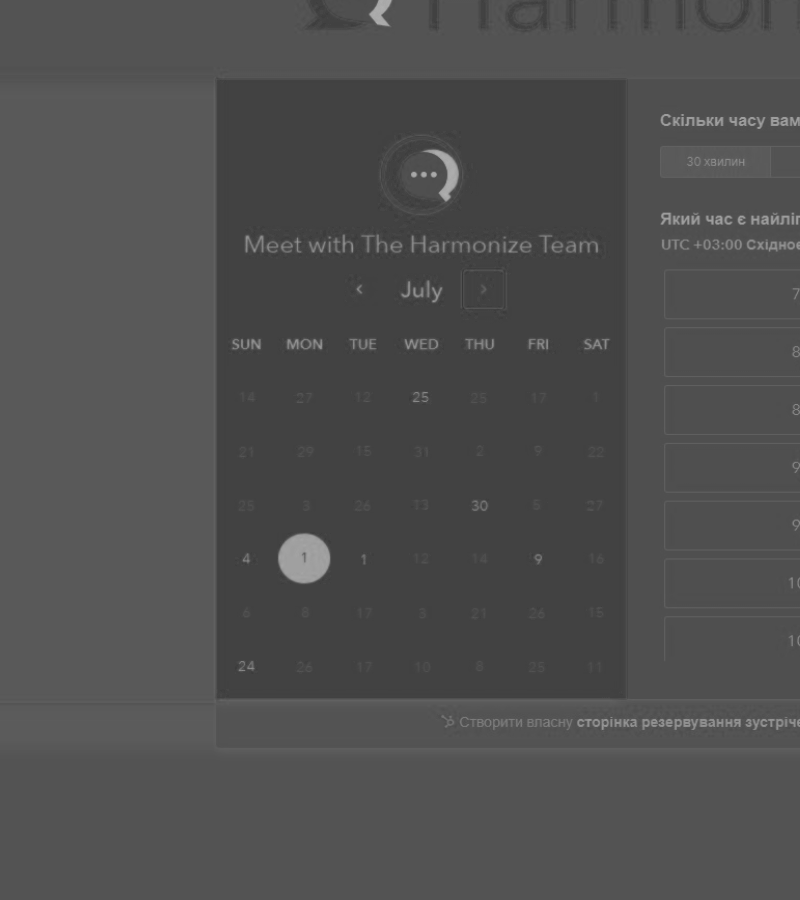 Harmon
Скільки часу вам
30 хвилин
Який час є найліп
UTC +03:00 Східноє
Meet with The Harmonize Team
July
SUN MON TUE WED THU FRI SAT
14 27 12 25 25 17 1
21 29 15 31 2 9 22
25 3 26 13 30 5 27
4 1 1 12 14 9 16
6 8 17 3 21 26 15
24 26 17 10 8 25 11
7
8
8
9
9
10
10
Створити власну сторінка резервування зустріче